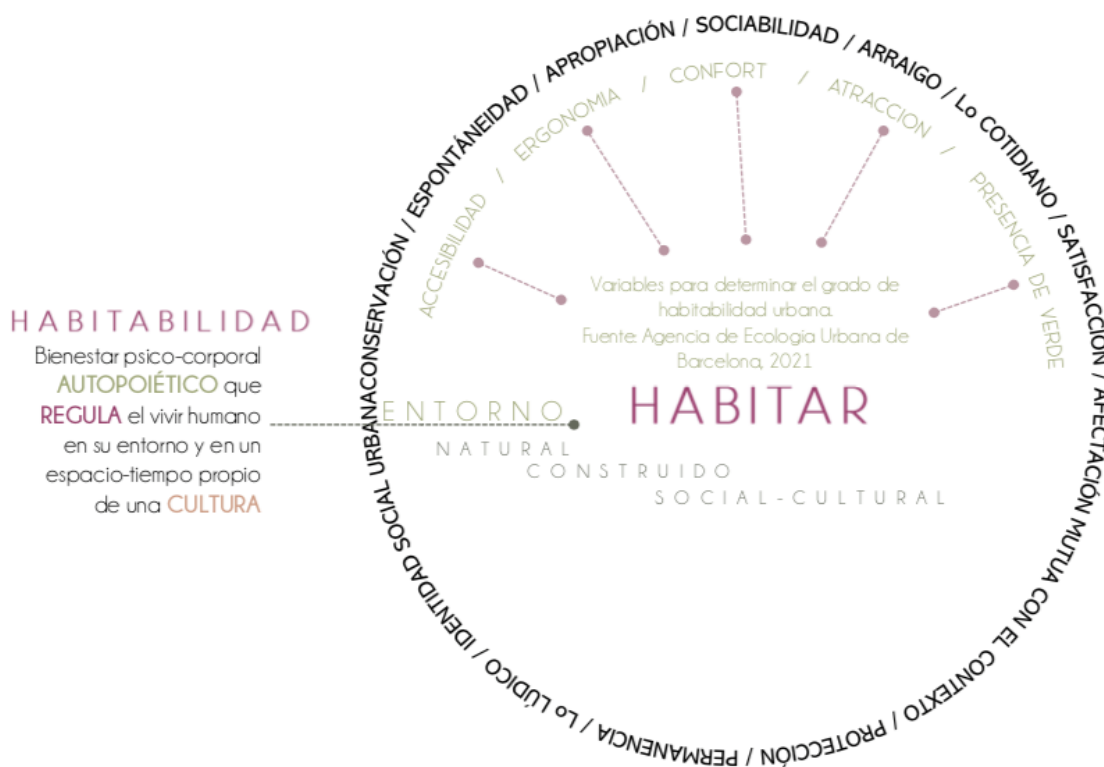 CONSERVACIÓN / ESPONTÁNEIDAD / APROPIACIÓN / SOCIABILIDAD / ARRAIGO / Lo COTIDIANO / SATISFACCIÓN / AFECTACIÓN MUTUA CON EL CONTEXTO / PROTECCIÓN / PERMANENCIA / Lo LÚDICO / IDENTIDAD SOCIAL URBANA
ACCESIBILIDAD / ERGONOMIA / CONFORT / ATRACCION / PRESENCIA DE VERDE
Variables para determinar el grado de
habitabilidad urbana.
Fuente: Agencia de Ecologia Urbana de
Barcelona, 2021
HABITABILIDAD
Bienestar psico-corporal
AUTOPOIÉTICO que
REGULA el vivir humano
en su entorno y en un
espacio-tiempo propio
de una CULTURA
HABITAR
ENTORNO
NATURAL
CONSTRUIDO
SOCIAL-CULTURAL